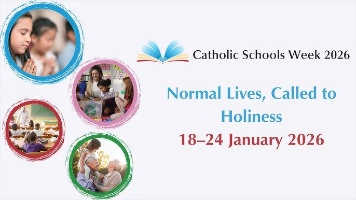 Catholic Schools Week 2026
Normal Lives, Called to
Holiness
18–24 January 2026